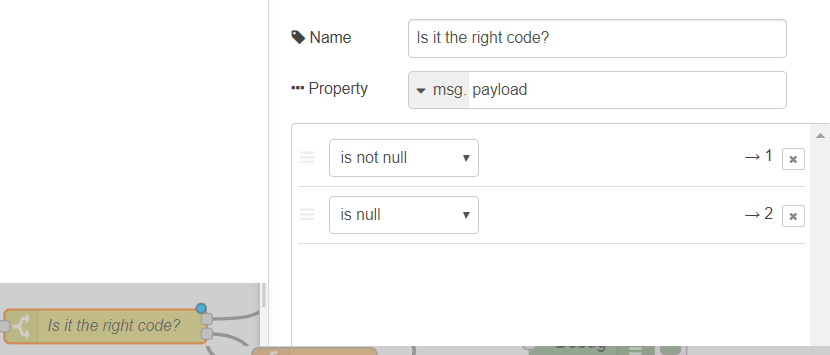 Name
Is it the right code?
Property
msg. payload
is not null
→ 1
is null
→ 2
Is it the right code?